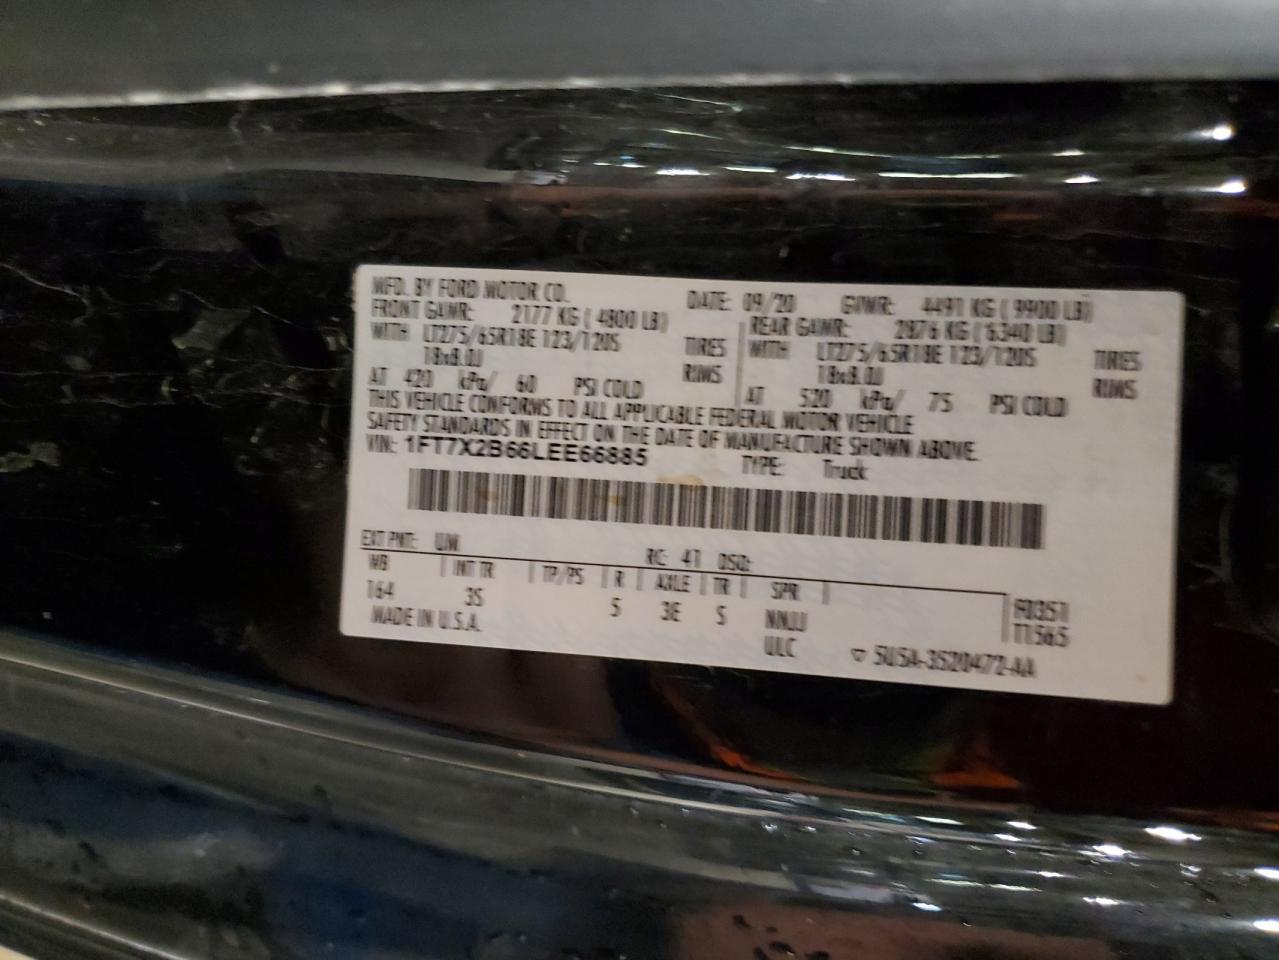 MFD. BY FORD MOTOR CO. DATE: 09/20 GVWR: 4491 KG ( 9900 LB)
FRONT GAWR: 2177 KG ( 4800 LB) REAR GAWR: 2876 KG ( 6340 LB)
WITH LT275/65R18E 123/120S TIRES WITH LT275/65R18E 123/120S TIRES
18x8.0J RIMS 18x8.0J RIMS
AT 420 kPa/ 60 PSI COLD AT 520 kPa/ 75 PSI COLD
THIS VEHICLE CONFORMS TO ALL APPLICABLE FEDERAL MOTOR VEHICLE
SAFETY STANDARDS IN EFFECT ON THE DATE OF MANUFACTURE SHOWN ABOVE.
VIN: 1FT7X2B66LEE66885 TYPE: Truck
EXT PNT: UM RC: 41 DSO:
WB INT TR TP/PS R AXLE TR SPR
164 3S 5 3E S NNJJ F0351
MADE IN U.S.A. ULC T1565
5U5A-3520472-AA